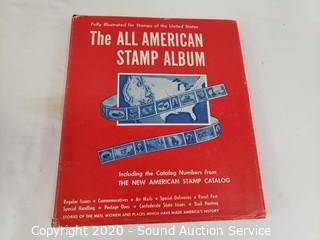 Fully Illustrated for Stamps of the United States
The ALL AMERICAN
STAMP ALBUM
Including the Catalog Numbers from
THE NEW AMERICAN STAMP CATALOG
Regular Issues • Commemoratives • Air Mails • Special Deliveries • Parcel Post
Special Handling • Postage Dues • Confederate State Issues • Duck Hunting
STORIES OF THE MEN, WOMEN AND PLACES WHICH HAVE MADE AMERICA'S HISTORY
Copyright 2020 - Auction Sound Service